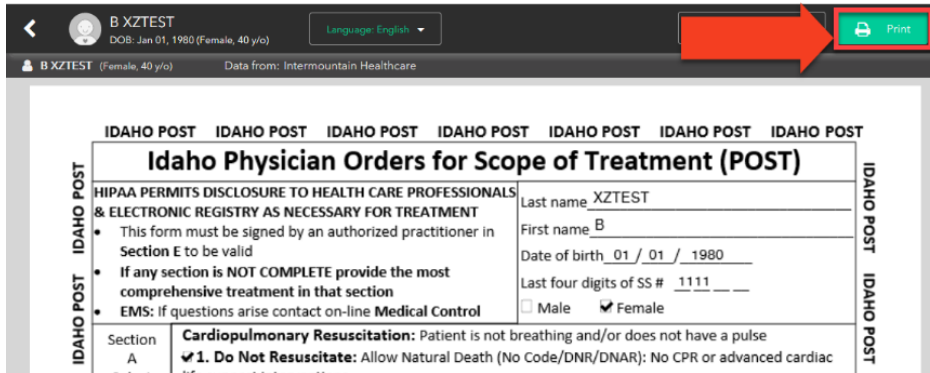 B XZTEST
DOB: Jan 01, 1980 (Female, 40 y/o)
Language: English
Print
B XZTEST (Female, 40 y/o) Data from: Intermountain Healthcare
IDAHO POST IDAHO POST IDAHO POST IDAHO POST IDAHO POST IDAHO POST IDAHO POST
IDAHO POST IDAHO POST
Idaho Physician Orders for Scope of Treatment (POST)
HIPAA PERMITS DISCLOSURE TO HEALTH CARE PROFESSIONALS
& ELECTRONIC REGISTRY AS NECESSARY FOR TREATMENT
• This form must be signed by an authorized practitioner in
Section E to be valid
• If any section is NOT COMPLETE provide the most
comprehensive treatment in that section
• EMS: If questions arise contact on-line Medical Control
Last name XZTEST
First name B
Date of birth 01 / 01 / 1980
Last four digits of SS # 1111
Male Female
IDAHO POST IDAHO POST
Section
A
Cardiopulmonary Resuscitation: Patient is not breathing and/or does not have a pulse
1. Do Not Resuscitate: Allow Natural Death (No Code/DNR/DNAR): No CPR or advanced cardiac